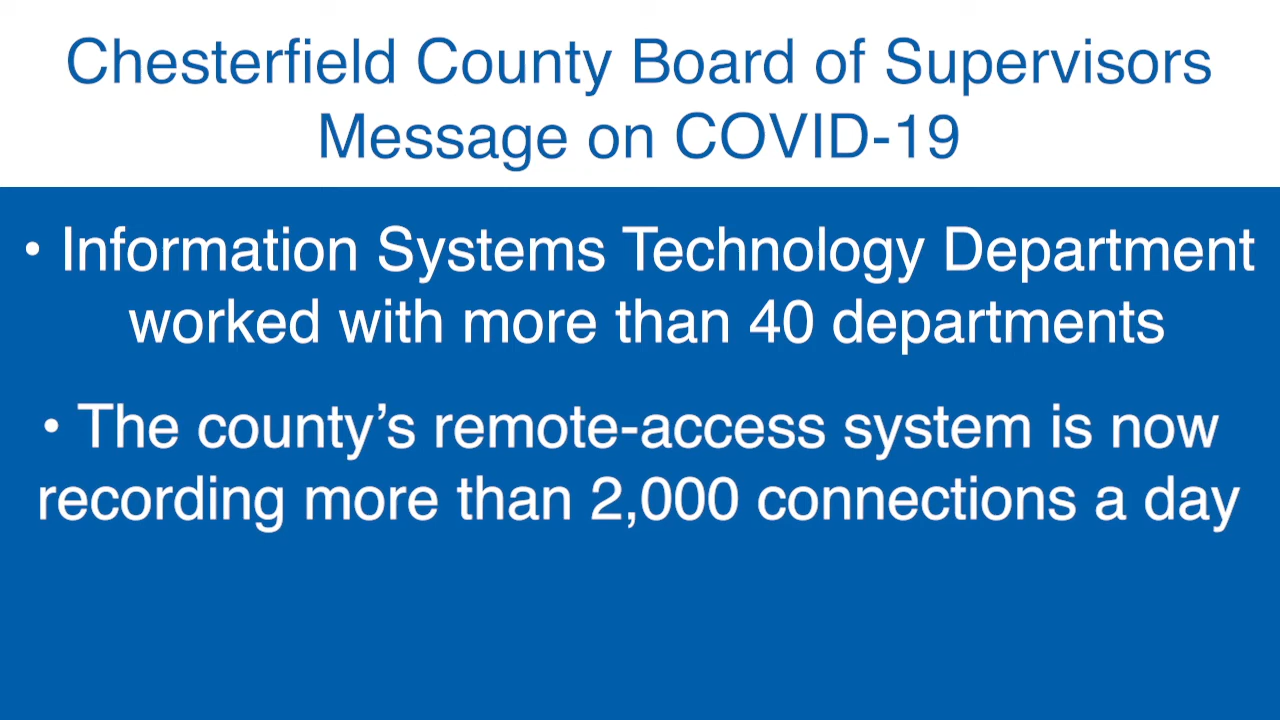 Chesterfield County Board of Supervisors
Message on COVID-19
• Information Systems Technology Department
worked with more than 40 departments
• The county’s remote-access system is now
recording more than 2,000 connections a day